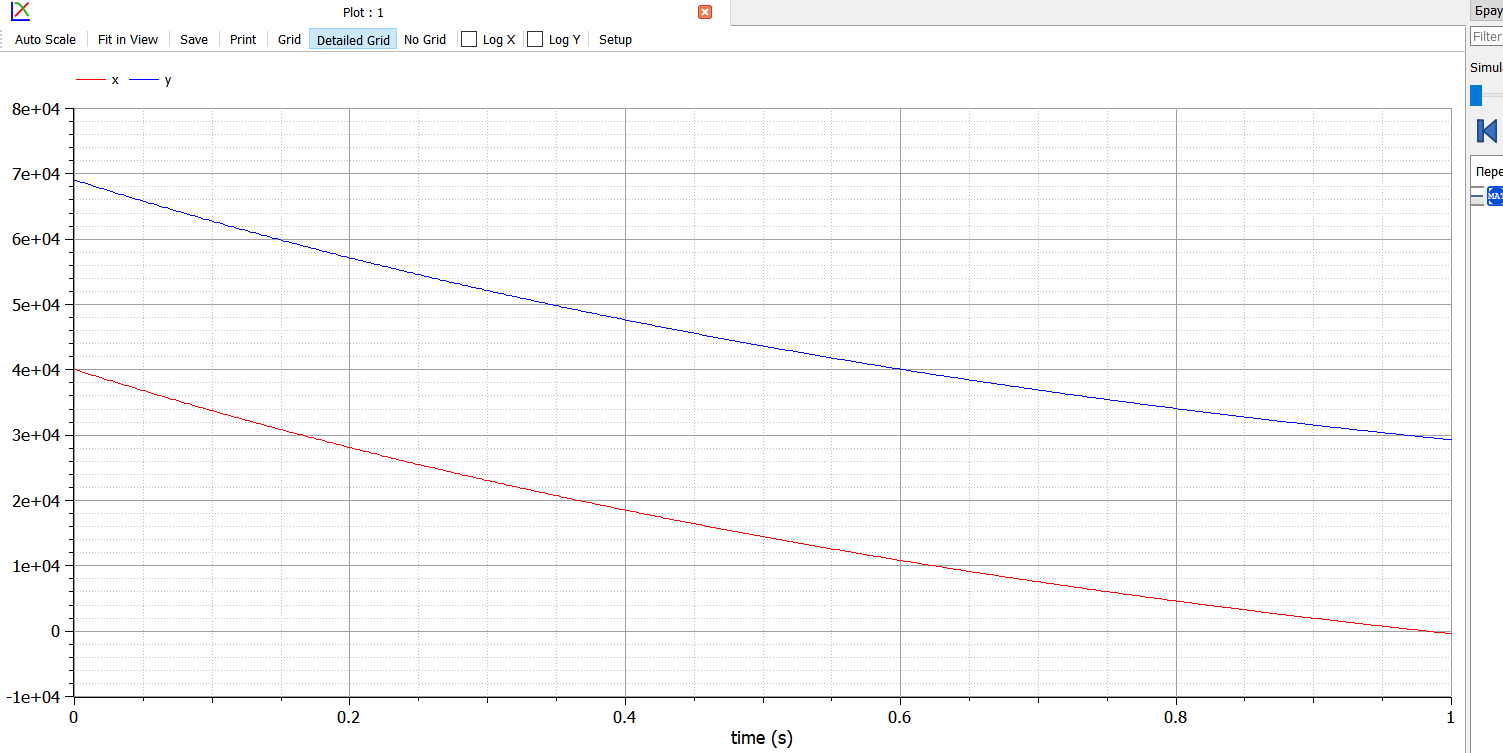 Plot : 1
Брау
Auto Scale Fit in View Save Print Grid Detailed Grid No Grid Log X Log Y Setup
Filter
Simul
x y
8e+04
7e+04
6e+04
5e+04
4e+04
3e+04
2e+04
1e+04
0
-1e+04
0 0.2 0.4 0.6 0.8 1
time (s)
Пере
MAT